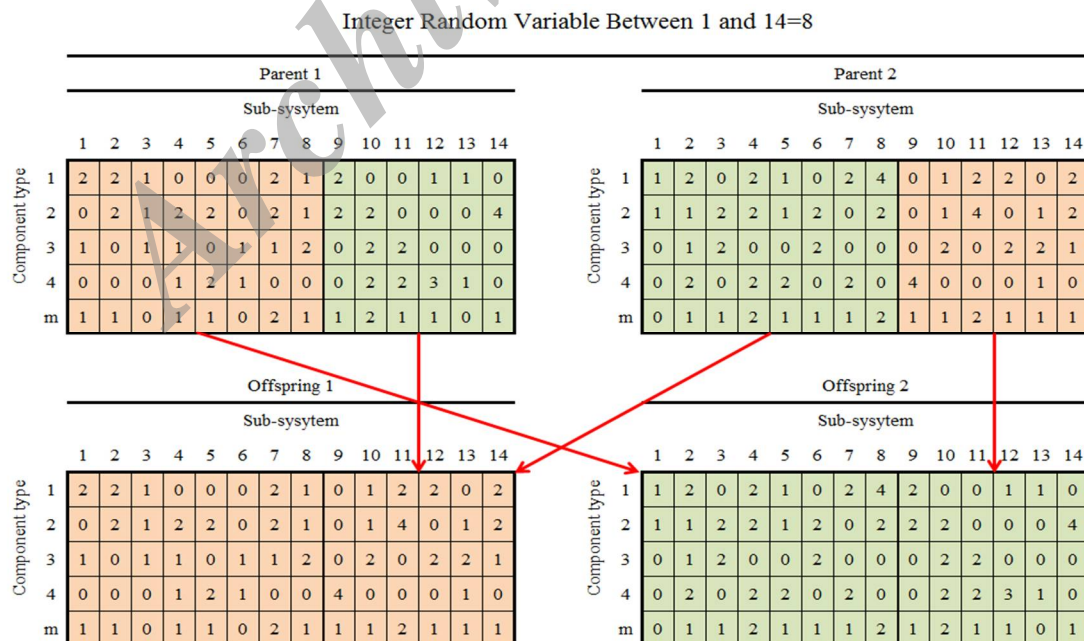 Integer Random Variable Between 1 and 14=8
Parent 1
Sub-sysytem
1 2 3 4 5 6 7 8 9 10 11 12 13 14
Component type
1 2 2 1 0 0 0 2 1 2 0 0 1 1 0
2 0 2 1 2 2 0 2 1 2 2 0 0 0 4
3 1 0 1 1 0 1 1 2 0 2 2 0 0 0
4 0 0 0 1 2 1 0 0 0 2 2 3 1 0
m 1 1 0 1 1 0 2 1 1 2 1 1 0 1
Parent 2
Sub-sysytem
1 2 3 4 5 6 7 8 9 10 11 12 13 14
Component type
1 1 2 0 2 1 0 2 4 0 1 2 2 0 2
2 1 1 2 2 1 2 0 2 0 1 4 0 1 2
3 0 1 2 0 0 2 0 0 0 2 0 2 2 1
4 0 2 0 2 2 0 2 0 4 0 0 0 1 0
m 0 1 1 2 1 1 1 2 1 1 2 1 1 1
Offspring 1
Sub-sysytem
1 2 3 4 5 6 7 8 9 10 11 12 13 14
Component type
1 2 2 1 0 0 0 2 1 0 1 2 2 0 2
2 0 2 1 2 2 0 2 1 0 1 4 0 1 2
3 1 0 1 1 0 1 1 2 0 2 0 2 2 1
4 0 0 0 1 2 1 0 0 4 0 0 0 1 0
m 1 1 0 1 1 0 2 1 1 1 2 1 1 1
Offspring 2
Sub-sysytem
1 2 3 4 5 6 7 8 9 10 11 12 13 14
Component type
1 1 2 0 2 1 0 2 4 2 0 0 1 1 0
2 1 1 2 2 1 2 0 2 2 2 0 0 0 4
3 0 1 2 0 0 2 0 0 0 2 2 0 0 0
4 0 2 0 2 2 0 2 0 0 2 2 3 1 0
m 0 1 1 2 1 1 1 2 1 2 1 1 0 1